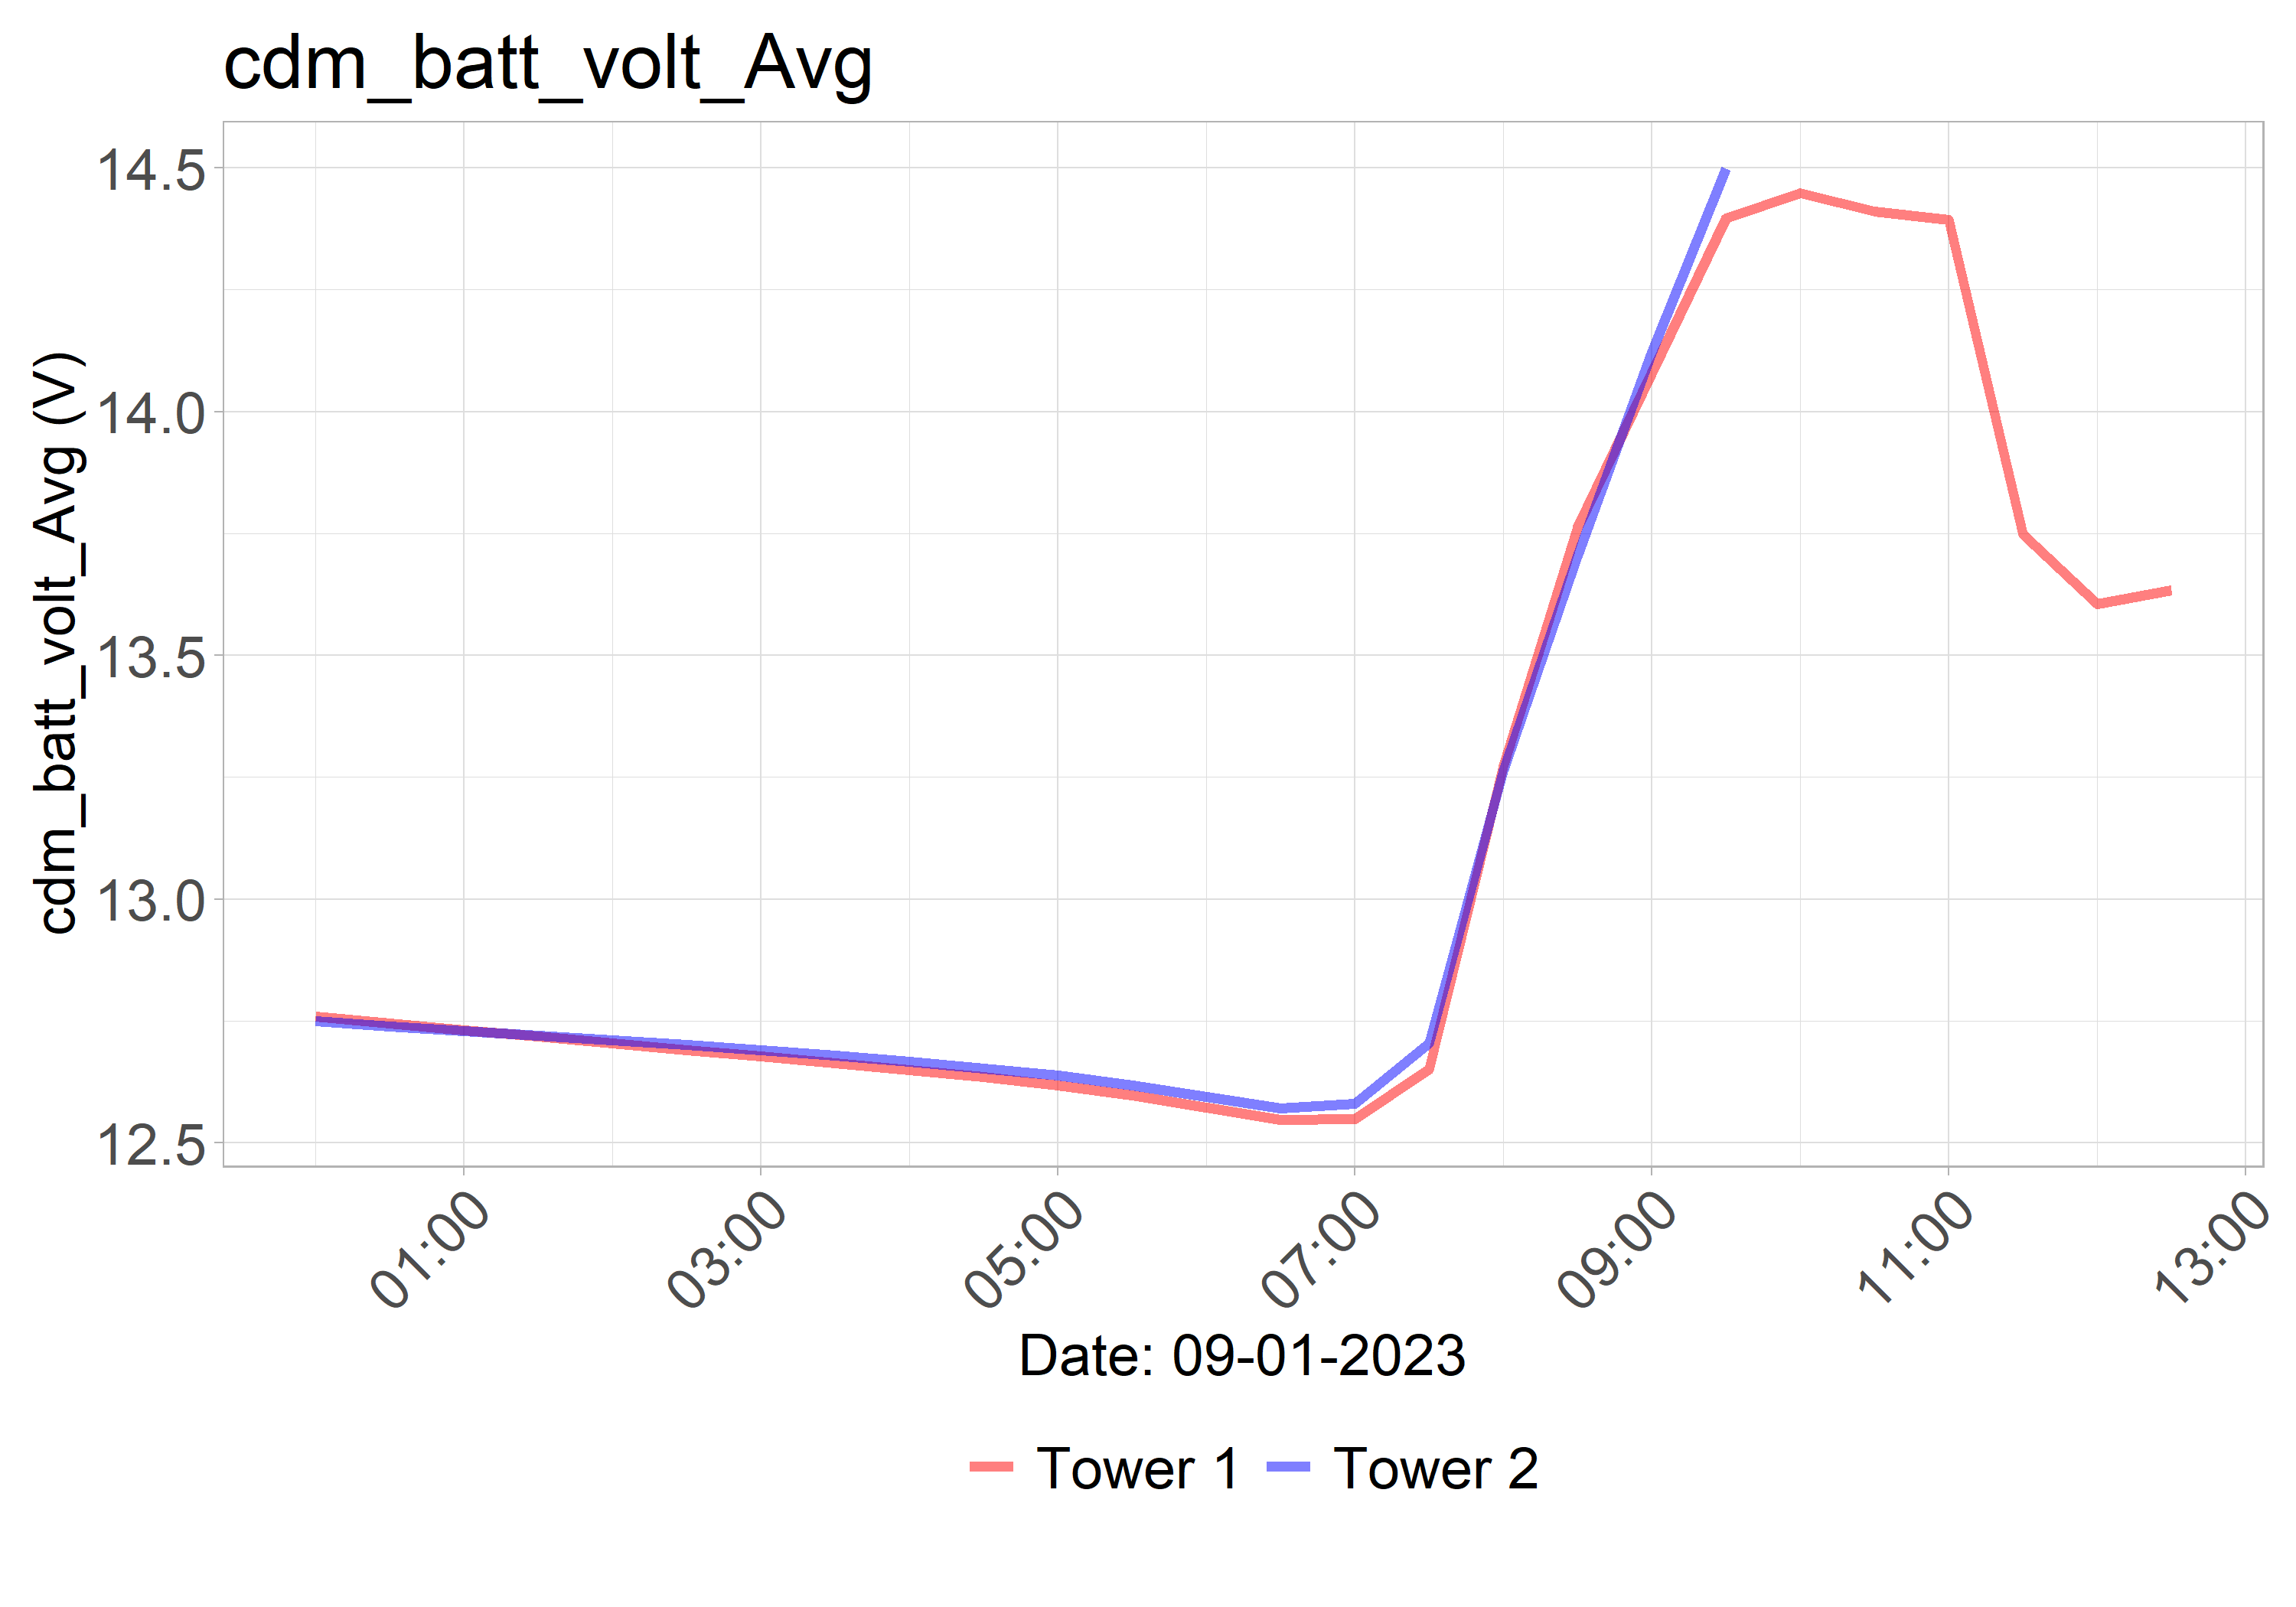 cdm_batt_volt_Avg
cdm_batt_volt_Avg (V)
14.5
14.0
13.5
13.0
12.5
01:00
03:00
05:00
07:00
09:00
11:00
13:00
Date: 09-01-2023
Tower 1
Tower 2